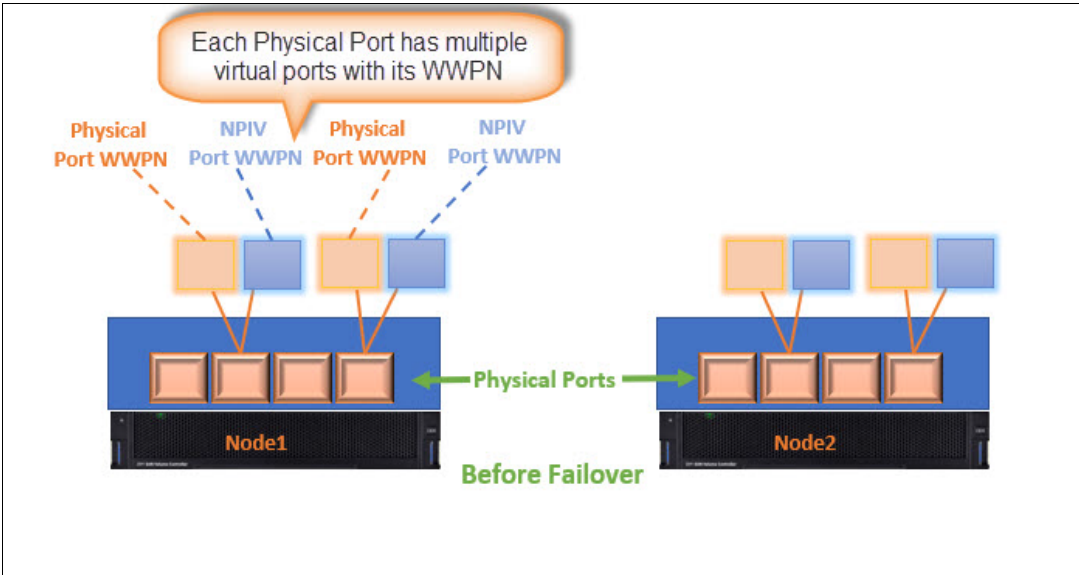 Each Physical Port has multiple
virtual ports with its WWPN
Physical
Port WWPN
NPIV
Port WWPN
Physical
Port WWPN
NPIV
Port WWPN
Physical Ports
Node1
Node2
Before Failover